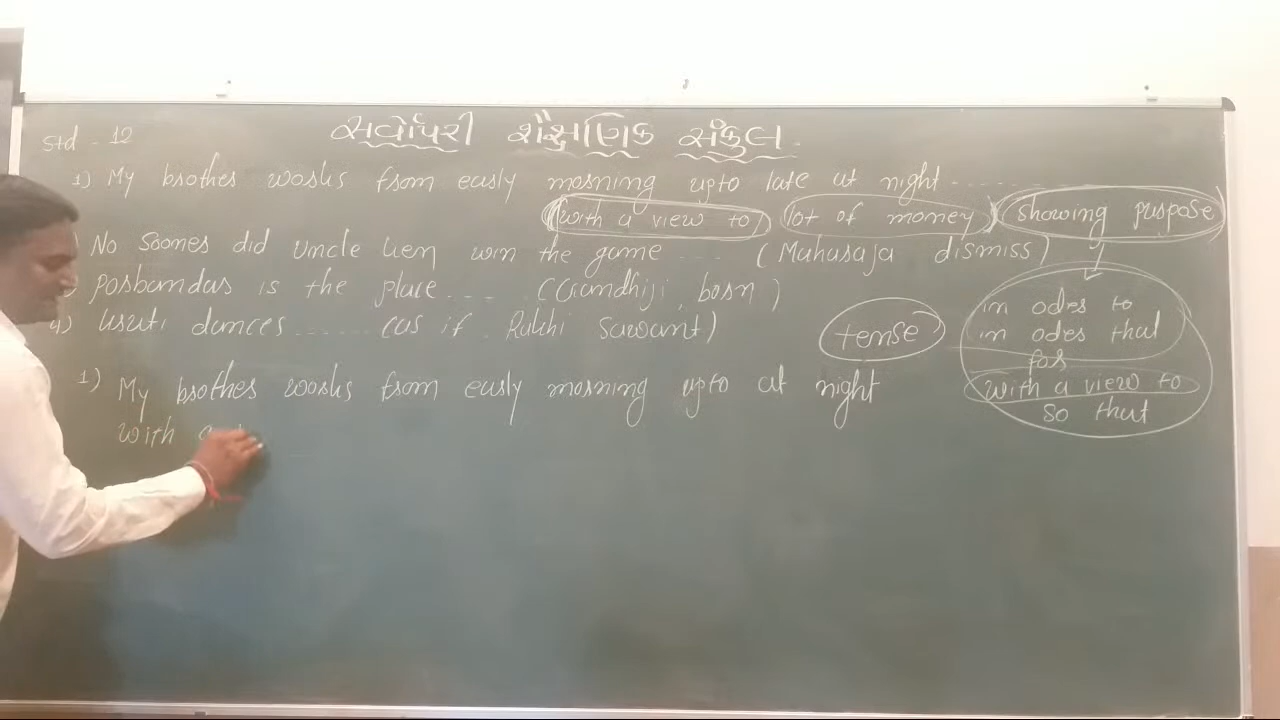 std - 12
સર્વોપરી શૈક્ષણિક સંકુલ
1) My brother works from early morning upto late at night ........
(with a view to, lot of money) (showing purpose)
No Sooner did Uncle Ken win the game .... (Maharaja dismiss)
Porbandar is the place .... (Gandhiji, born)
4) Kruti dances ...... (as if Rakhi Sawant)
tense
in order to
in order that
for
with a view to
so that
1) My brother works from early morning upto at night
with a